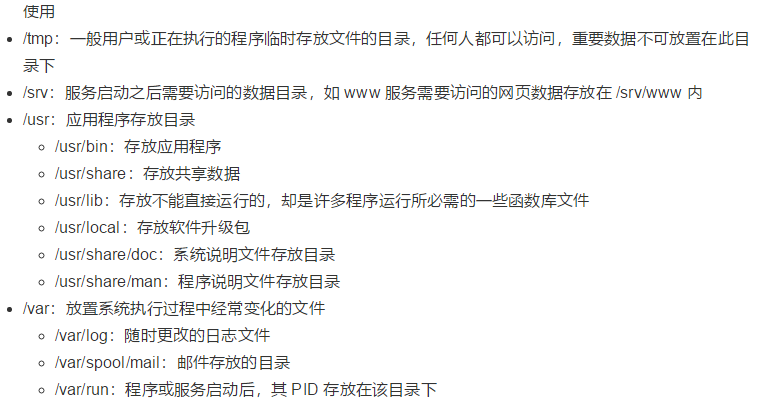 使用
/tmp：一般用户或正在执行的程序临时存放文件的目录，任何人都可以访问，重要数据不可放置在此目
录下
/srv：服务启动之后需要访问的数据目录，如 www 服务需要访问的网页数据存放在 /srv/www 内
/usr：应用程序存放目录
/usr/bin：存放应用程序
/usr/share：存放共享数据
/usr/lib：存放不能直接运行的，却是许多程序运行所必需的一些函数库文件
/usr/local：存放软件升级包
/usr/share/doc：系统说明文件存放目录
/usr/share/man：程序说明文件存放目录
/var：放置系统执行过程中经常变化的文件
/var/log：随时更改的日志文件
/var/spool/mail：邮件存放的目录
/var/run：程序或服务启动后，其 PID 存放在该目录下